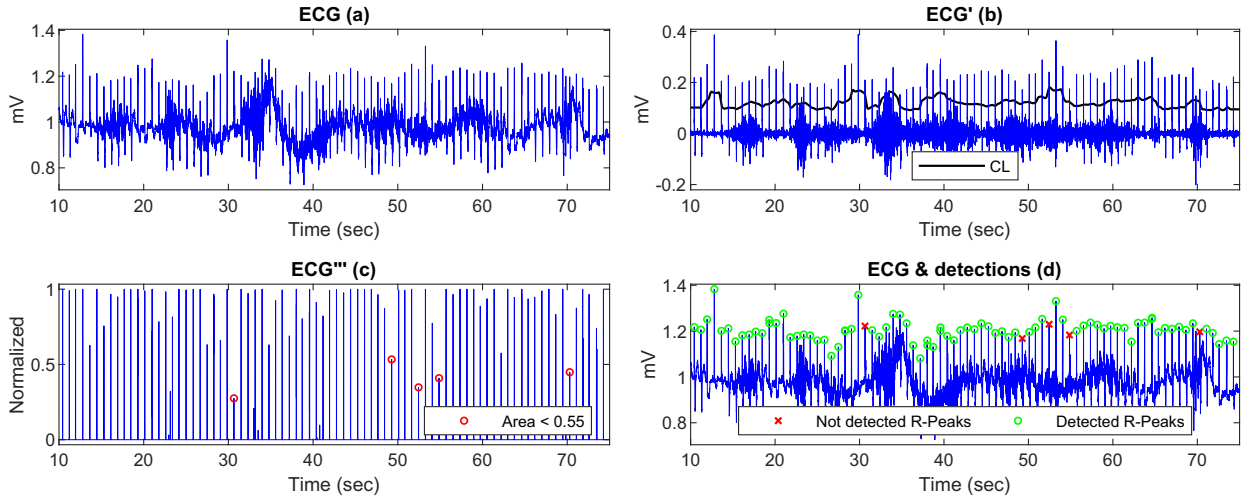 ECG (a)
1.4
1.2
1
0.8
mV
10 20 30 40 50 60 70
Time (sec)
ECG' (b)
0.4
0.2
0
-0.2
mV
CL
10 20 30 40 50 60 70
Time (sec)
ECG'''' (c)
1
0.5
0
Normalized
Area < 0.55
10 20 30 40 50 60 70
Time (sec)
ECG & detections (d)
1.4
1.2
1
0.8
mV
Not detected R-Peaks Detected R-Peaks
10 20 30 40 50 60 70
Time (sec)